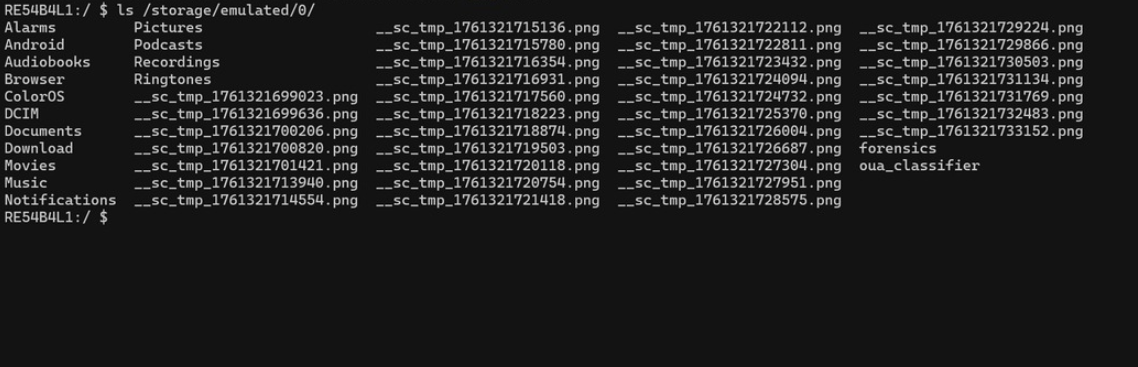 RE54B4L1:/ $ ls /storage/emulated/0/
Alarms Pictures __sc_tmp_1761321715136.png __sc_tmp_1761321722112.png __sc_tmp_1761321729224.png
Android Podcasts __sc_tmp_1761321715780.png __sc_tmp_1761321722811.png __sc_tmp_1761321729866.png
Audiobooks Recordings __sc_tmp_1761321716354.png __sc_tmp_1761321723432.png __sc_tmp_1761321730503.png
Browser Ringtones __sc_tmp_1761321716931.png __sc_tmp_1761321724094.png __sc_tmp_1761321731134.png
ColorOS __sc_tmp_1761321699023.png __sc_tmp_1761321717560.png __sc_tmp_1761321724732.png __sc_tmp_1761321731769.png
DCIM __sc_tmp_1761321699636.png __sc_tmp_1761321718223.png __sc_tmp_1761321725370.png __sc_tmp_1761321732483.png
Documents __sc_tmp_1761321700206.png __sc_tmp_1761321718874.png __sc_tmp_1761321726004.png __sc_tmp_1761321733152.png
Download __sc_tmp_1761321700820.png __sc_tmp_1761321719503.png __sc_tmp_1761321726687.png forensics
Movies __sc_tmp_1761321701421.png __sc_tmp_1761321720118.png __sc_tmp_1761321727304.png oua_classifier
Music __sc_tmp_1761321713940.png __sc_tmp_1761321720754.png __sc_tmp_1761321727951.png
Notifications __sc_tmp_1761321714554.png __sc_tmp_1761321721418.png __sc_tmp_1761321728575.png
RE54B4L1:/ $